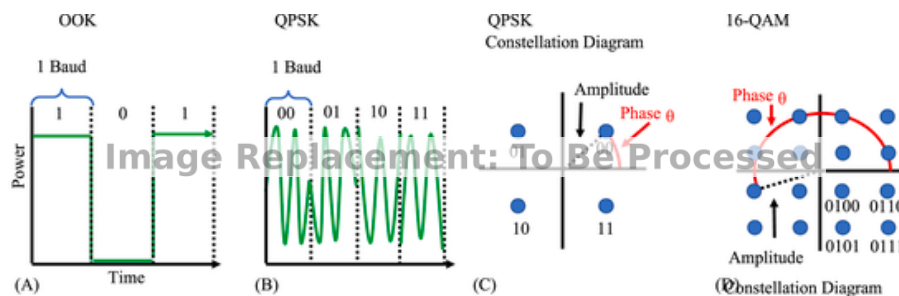 OOK
1 Baud
1 0 1
Power
Time
(A)
QPSK
1 Baud
00 01 10 11
(B)
QPSK
Constellation Diagram
Amplitude
Phase θ
00
10 11
(C)
16-QAM
Phase θ
0100 0110
0101 0111
Amplitude
(D)
Constellation Diagram
Image Replacement: To Be Processed